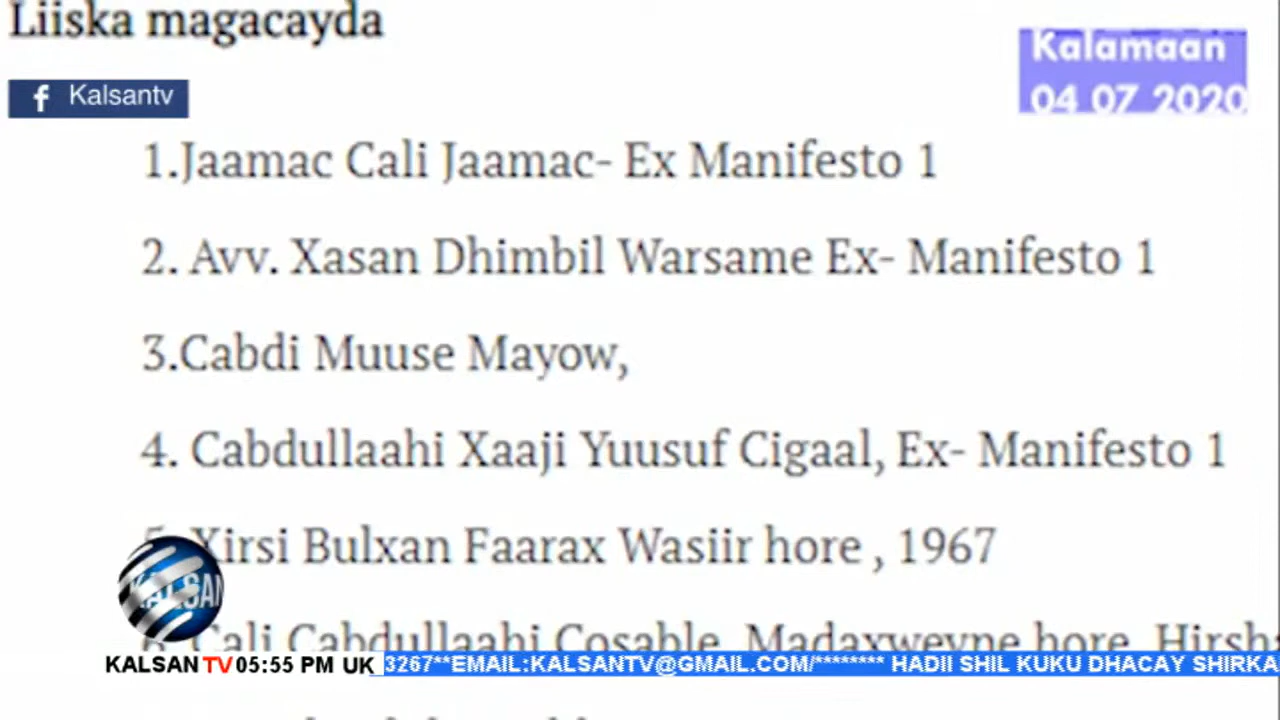 Liiska magacayda
Kalamaan
04 07 2020
f Kalsantv
1.Jaamac Cali Jaamac- Ex Manifesto 1
2. Avv. Xasan Dhimbil Warsame Ex- Manifesto 1
3.Cabdi Muuse Mayow,
4. Cabdullaahi Xaaji Yuusuf Cigaal, Ex- Manifesto 1
5. Xirsi Bulxan Faarax Wasiir hore , 1967
KALSAN
Cali Cabdullaahi Cosable Madaxweyne hore
KALSAN TV 05:55 PM UK 3267**EMAIL:KALSANTV@GMAIL.COM/******** HADII SHIL KUKU DHACAY SHIRKA